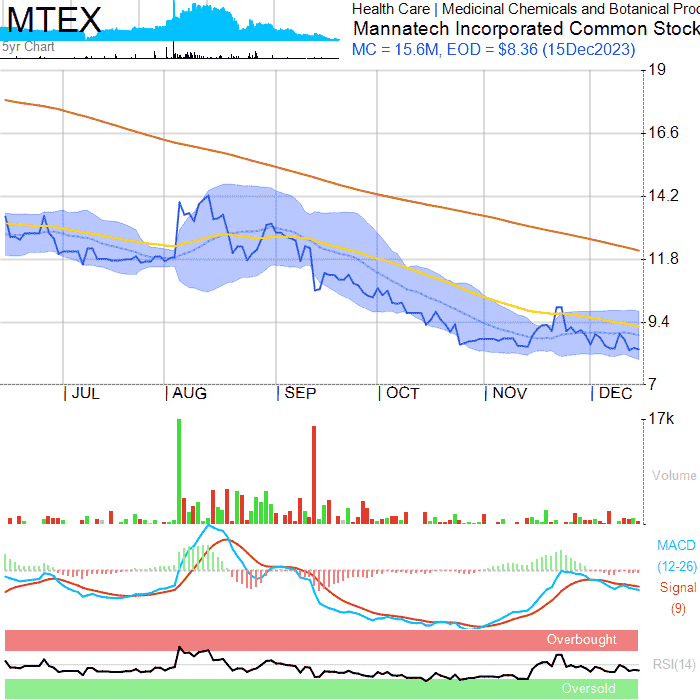 MTEX
5yr Chart
Health Care | Medicinal Chemicals and Botanical Proc
Mannatech Incorporated Common Stock
MC = 15.6M, EOD = $8.36 (15Dec2023)
19
16.6
14.2
11.8
9.4
7
JUL AUG SEP OCT NOV DEC
17k
Volume
MACD
(12-26)
Signal
(9)
Overbought
RSI(14)
Oversold